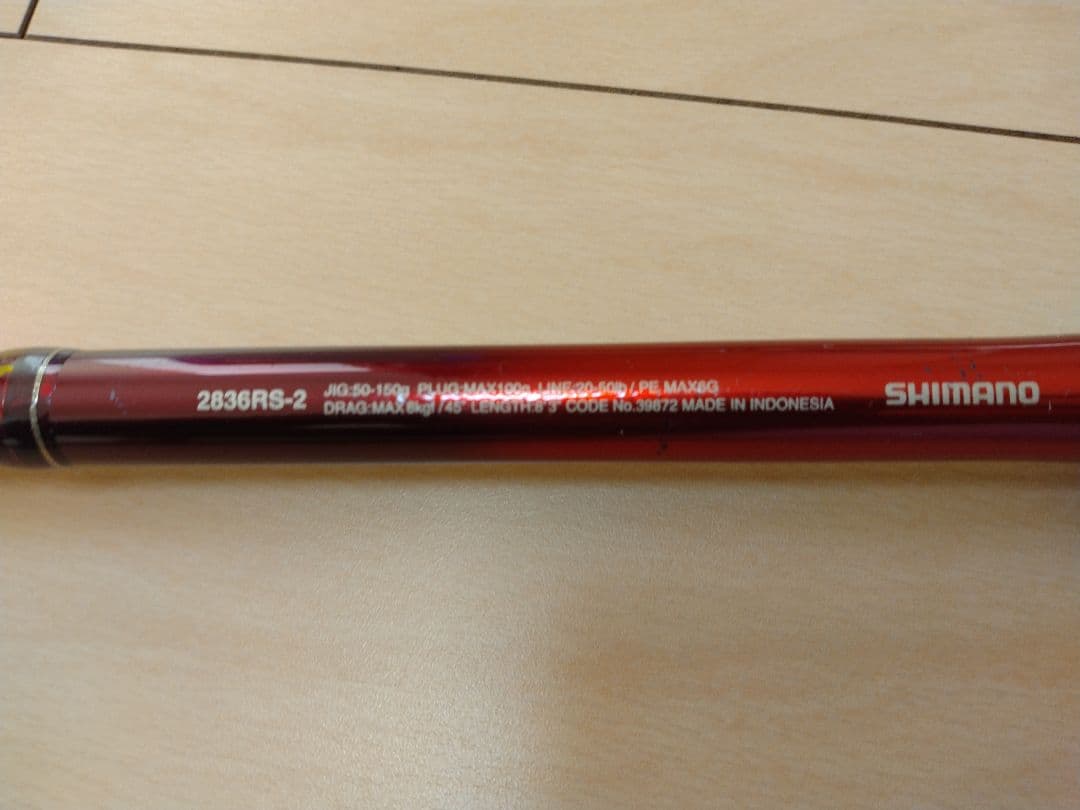 2836RS-2
JIG:50-150g PLUG:MAX100g LINE:20-50lb / PE MAX6G
DRAG:MAX 8kgf /45° LENGTH:8'3" CODE No.39872 MADE IN INDONESIA
SHIMANO